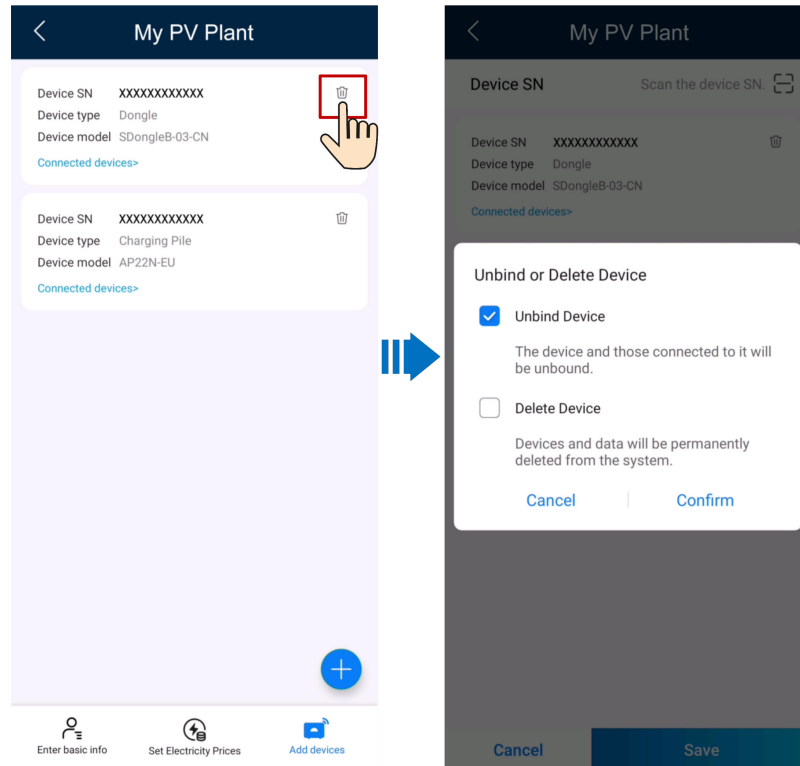 My PV Plant
Device SN XXXXXXXXXXXX
Device type Dongle
Device model SDongleB-03-CN
Connected devices>
Device SN XXXXXXXXXXXX
Device type Charging Pile
Device model AP22N-EU
Connected devices>
Enter basic info
Set Electricity Prices
Add devices
My PV Plant
Device SN Scan the device SN.
Device SN XXXXXXXXXXXX
Device type Dongle
Device model SDongleB-03-CN
Connected devices>
Unbind or Delete Device
Unbind Device
The device and those connected to it will
be unbound.
Delete Device
Devices and data will be permanently
deleted from the system.
Cancel Confirm
Cancel Save